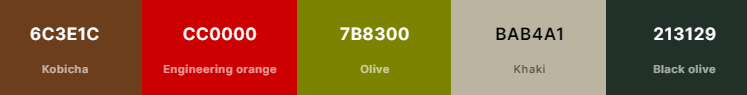 6C3E1C CC0000 7B8300 BAB4A1 213129
Kobicha Engineering orange Olive Khaki Black olive